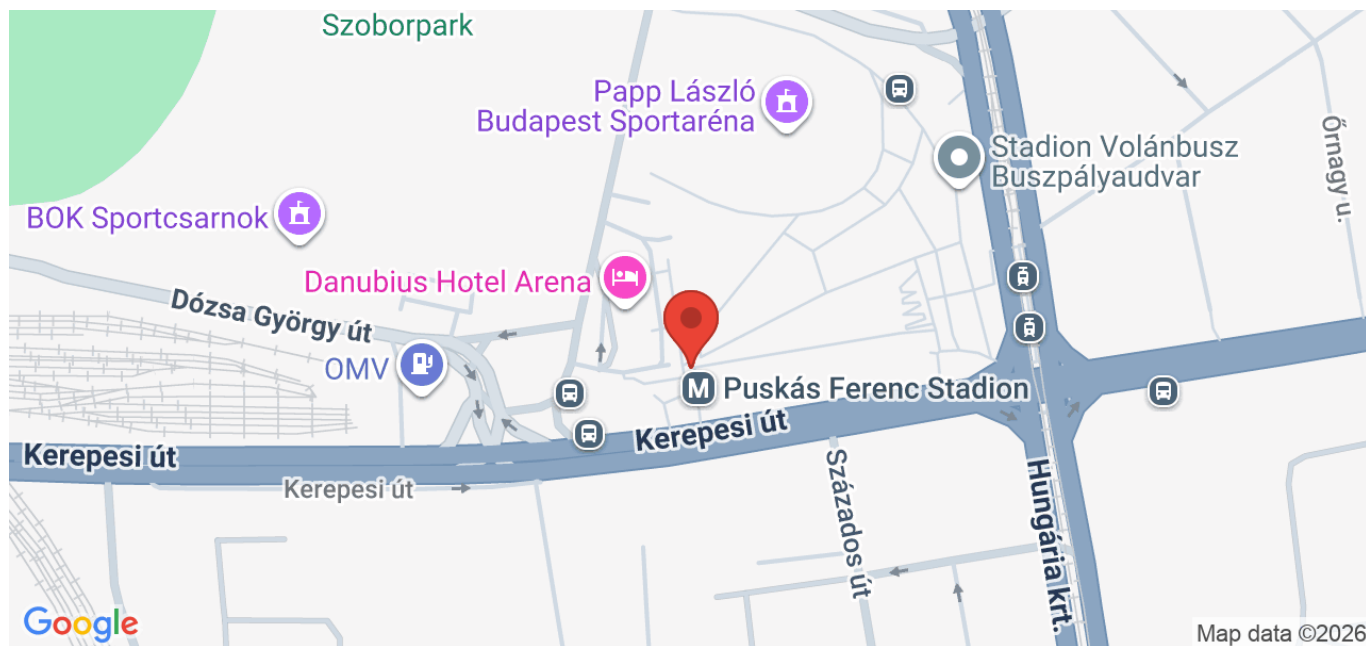 Szoborpark
Papp László
Budapest Sportaréna
Stadion Volánbusz
Buszpályaudvar
Őrnagy u.
BOK Sportcsarnok
Danubius Hotel Arena
Dózsa György út
OMV
M
Puskás Ferenc Stadion
Kerepesi út
Kerepesi út
Kerepesi út
Százados út
Hungária krt.
Google
Map data ©2026